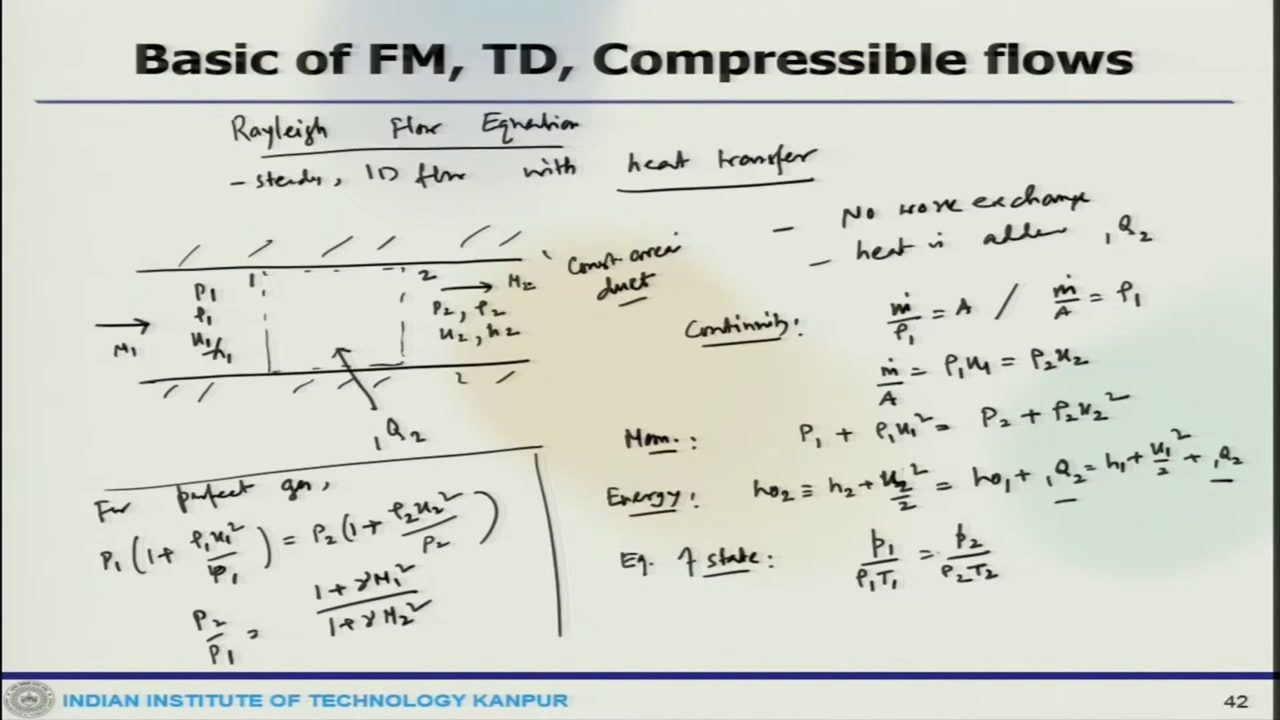 Basic of FM, TD, Compressible flows
Rayleigh Flow Equation
- steady, 1D flow with heat transfer
- No work exchange
- heat is added ₁Q₂
1 2
P₁
ρ₁
u₁/h₁
M₁
M₂
P₂, ρ₂
u₂, h₂
Const area
duct
₁Q₂
Continuity: ṁ/ρ₁ = A / ṁ/A = ρ₁
ṁ/A = ρ₁u₁ = ρ₂u₂
Mom.: P₁ + ρ₁u₁² = P₂ + ρ₂u₂²
Energy: h₀₂ ≡ h₂ + u₂²/2 = h₀₁ + ₁Q₂ = h₁ + u₁²/2 + ₁Q₂
Eq. of state: p₁/ρ₁T₁ = p₂/ρ₂T₂
For perfect gas,
P₁(1 + ρ₁u₁²/P₁) = P₂(1 + ρ₂u₂²/P₂)
P₂/P₁ = 1 + γM₁²/1 + γM₂²
INDIAN INSTITUTE OF TECHNOLOGY KANPUR
42